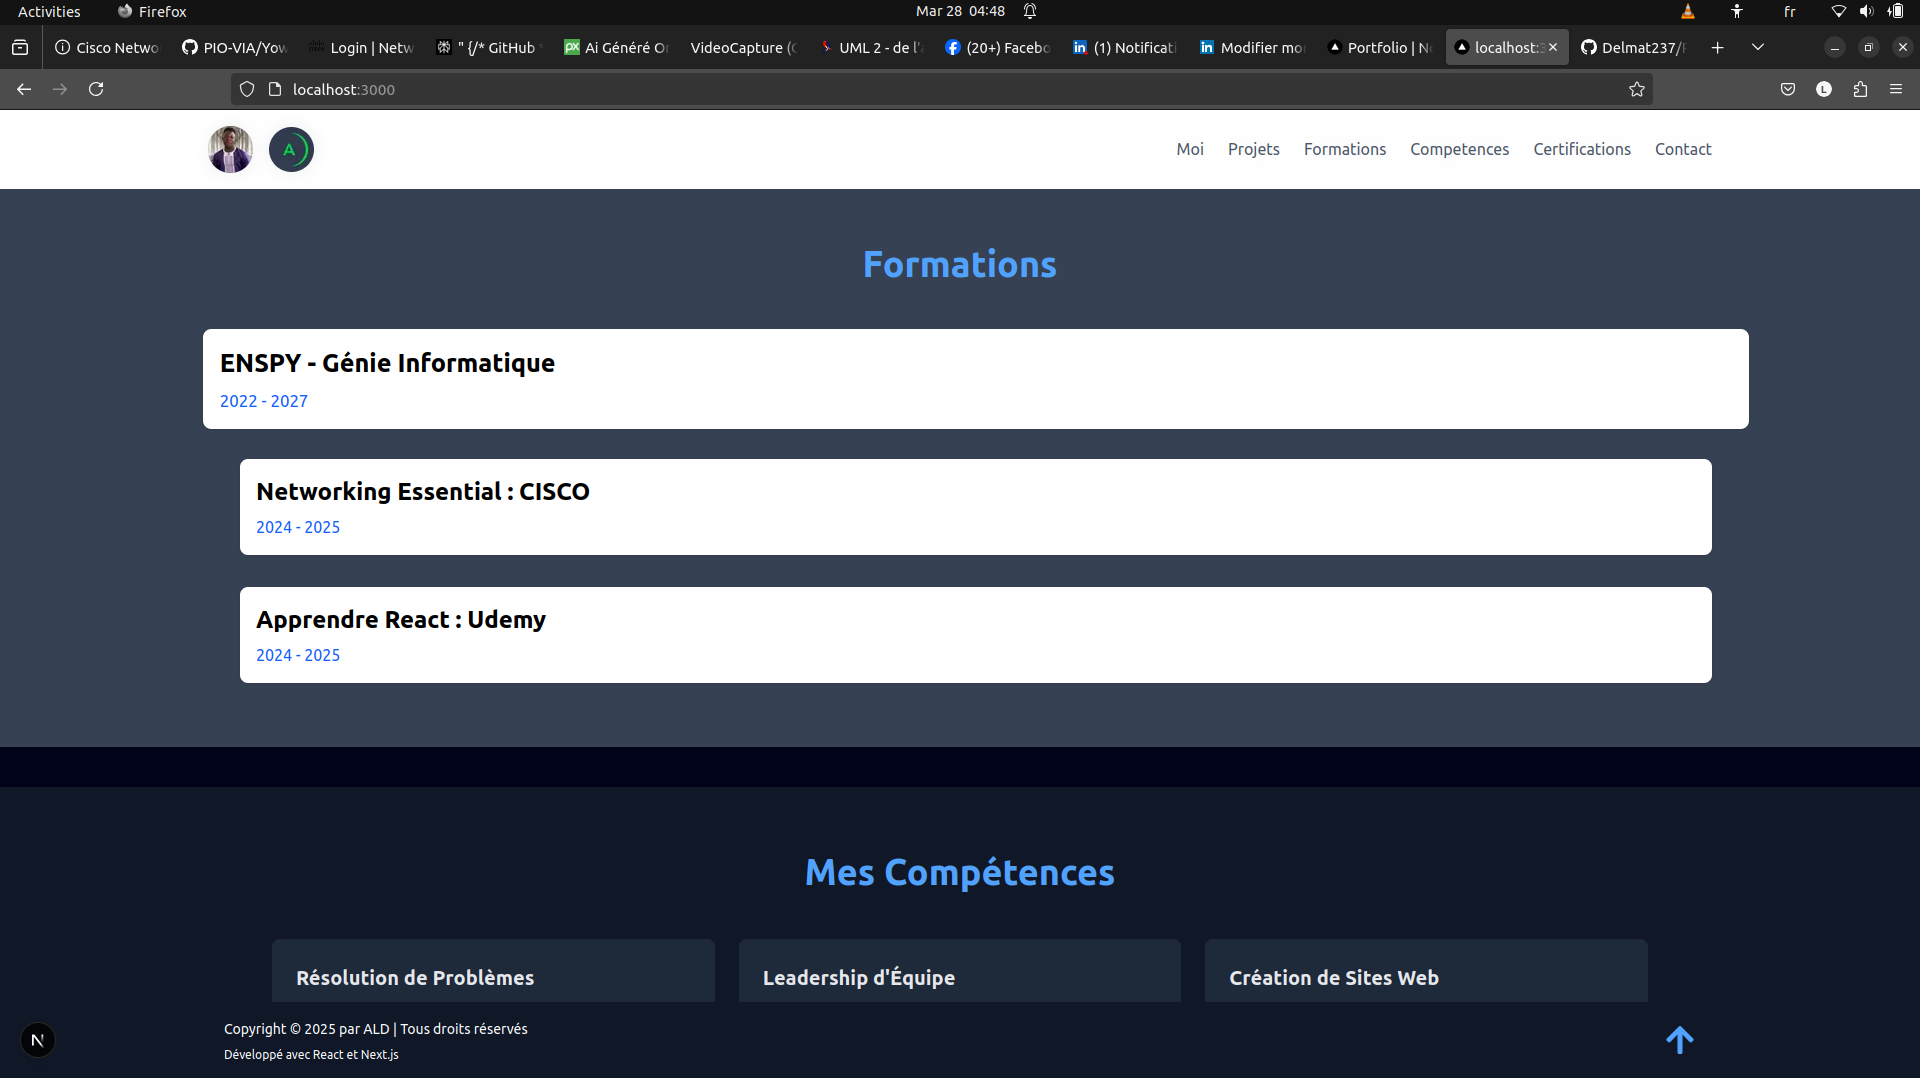 Activities Firefox Mar 28 04:48 fr
Cisco Netwo PIO-VIA/Yow Login | Netw " {/* GitHub Ai Généré Or VideoCapture (C UML 2 - de l'a (20+) Facebo (1) Notificati Modifier mo Portfolio | Ne localhost:3 Delmat237/P
localhost:3000 L
A Moi Projets Formations Competences Certifications Contact
Formations
ENSPY - Génie Informatique
2022 - 2027
Networking Essential : CISCO
2024 - 2025
Apprendre React : Udemy
2024 - 2025
Mes Compétences
Résolution de Problèmes Leadership d'Équipe Création de Sites Web
Copyright © 2025 par ALD | Tous droits réservés
N
Développé avec React et Next.js